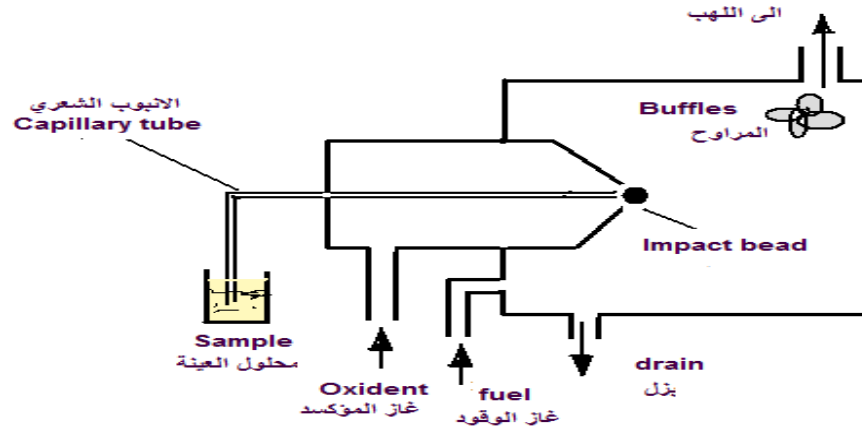 الى اللهب
Buffles
المراوح
الانبوب الشعري
Capillary tube
Impact bead
Sample
محلول العينة
Oxident
غاز المؤكسد
fuel
غاز الوقود
drain
بزل